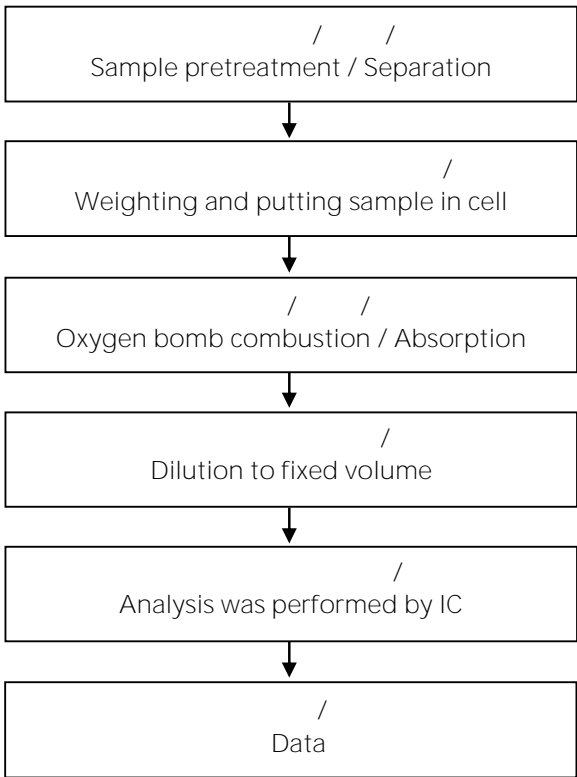 / /
Sample pretreatment / Separation
/
Weighting and putting sample in cell
/ /
Oxygen bomb combustion / Absorption
/
Dilution to fixed volume
/
Analysis was performed by IC
/
Data